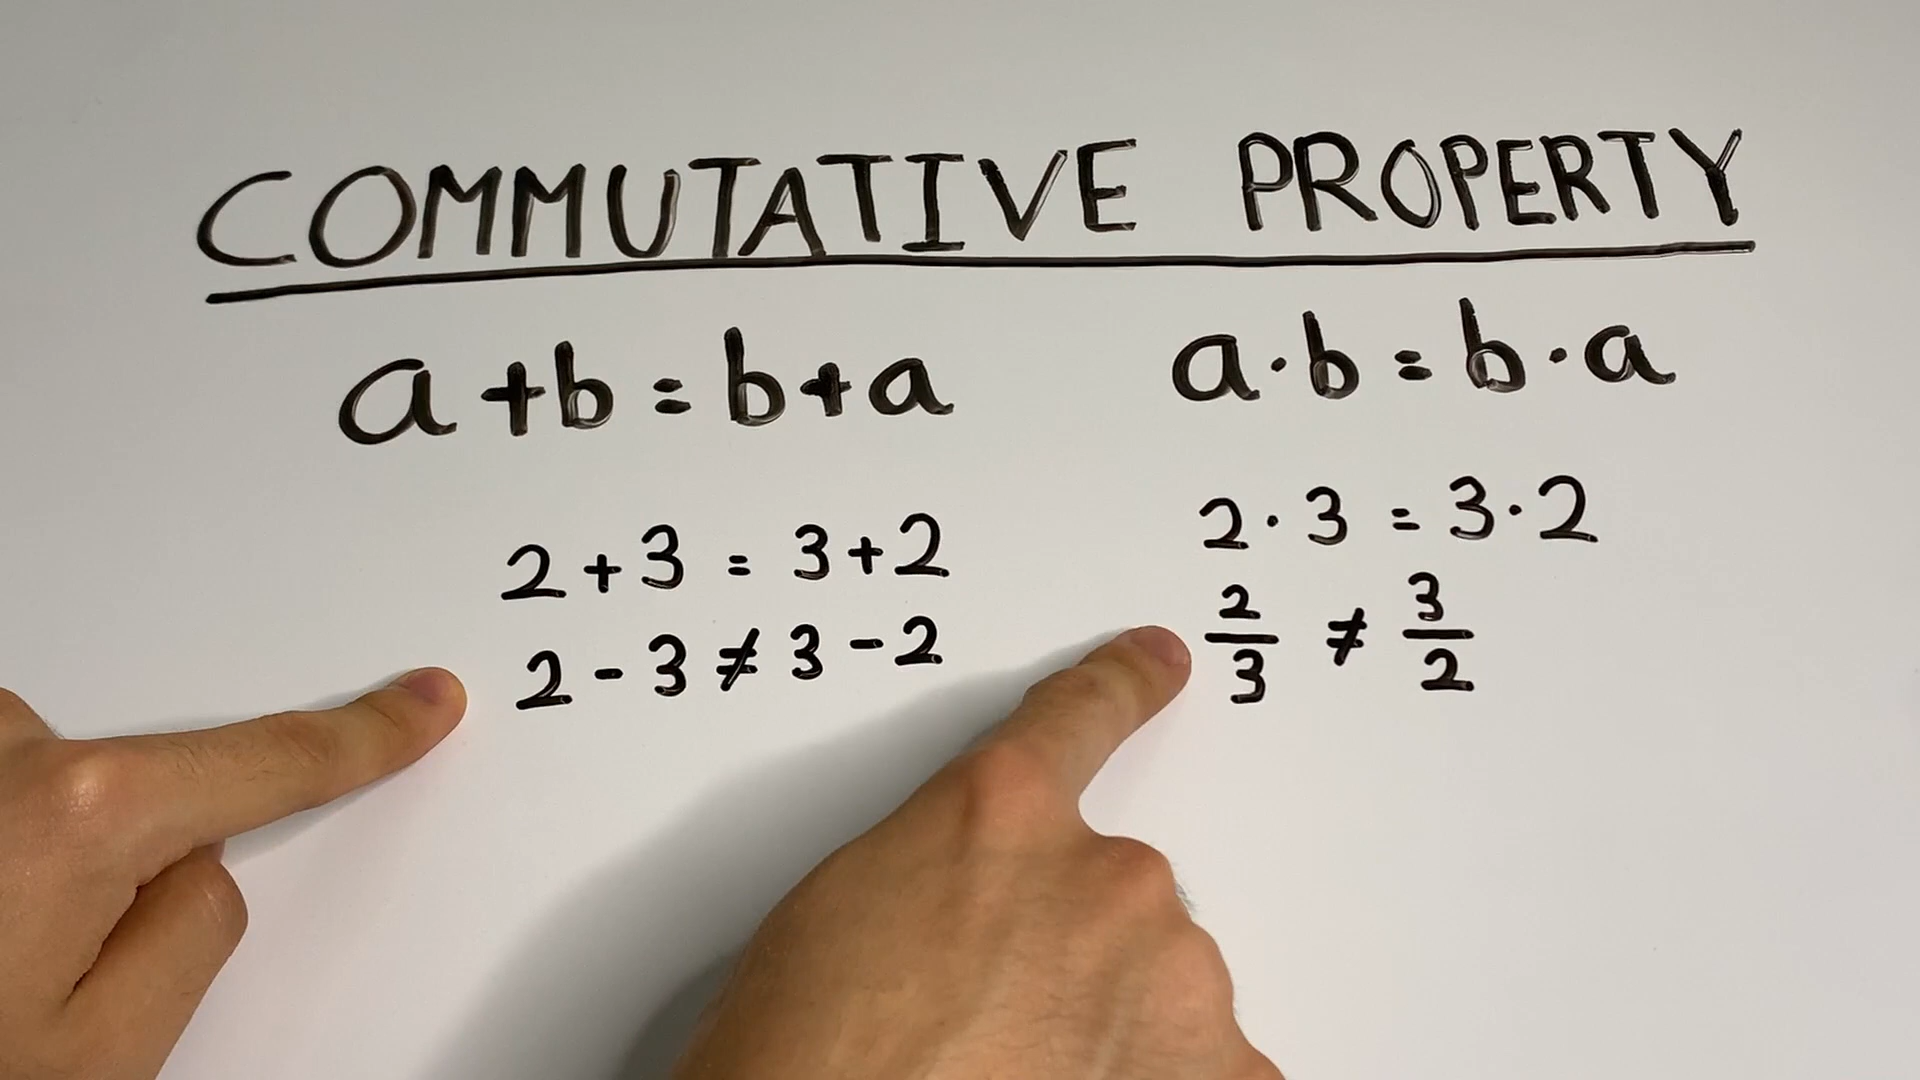 COMMUTATIVE PROPERTY
a+b=b+a
a·b=b·a
2+3=3+2
2·3=3·2
2-3≠3-2
2/3≠3/2